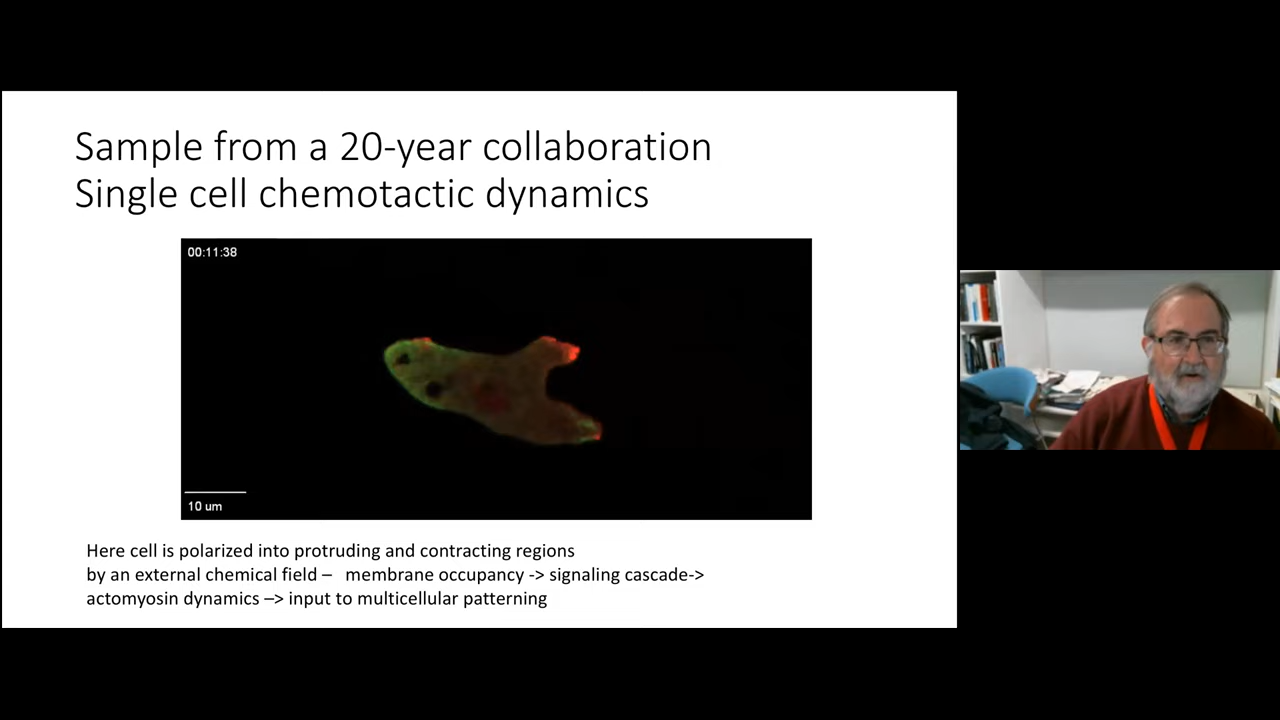 Sample from a 20-year collaboration
Single cell chemotactic dynamics
00:11:38
10 um
Here cell is polarized into protruding and contracting regions
by an external chemical field – membrane occupancy -> signaling cascade->
actomyosin dynamics –> input to multicellular patterning